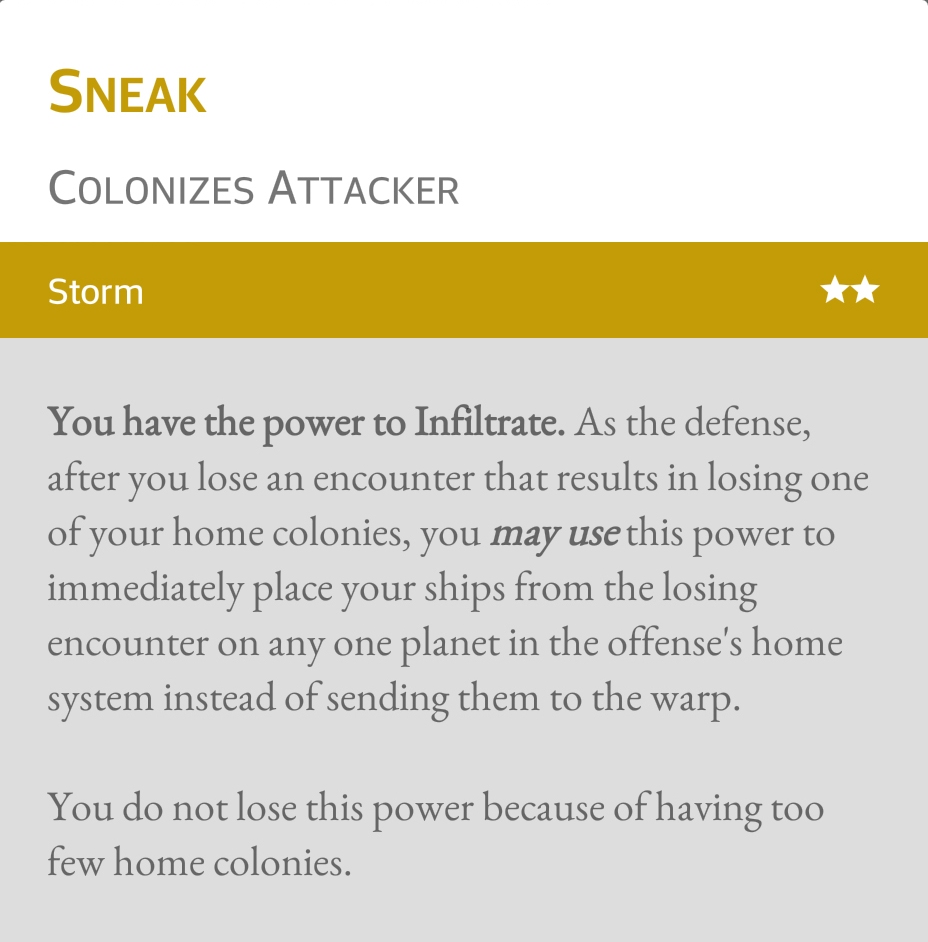 Sneak
Colonizes Attacker
Storm ★★
You have the power to Infiltrate. As the defense,
after you lose an encounter that results in losing one
of your home colonies, you may use this power to
immediately place your ships from the losing
encounter on any one planet in the offense's home
system instead of sending them to the warp.
You do not lose this power because of having too
few home colonies.